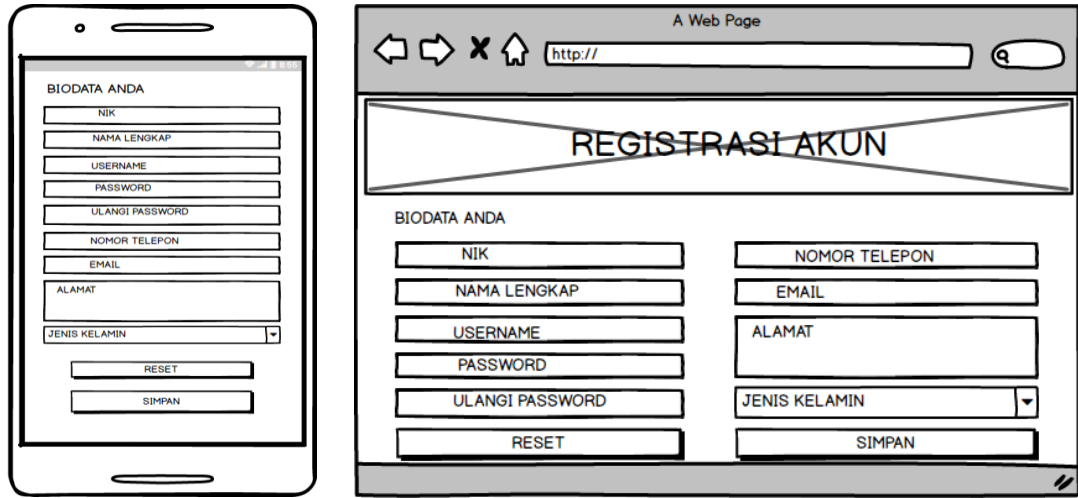 8:55
BIODATA ANDA
NIK
NAMA LENGKAP
USERNAME
PASSWORD
ULANGI PASSWORD
NOMOR TELEPON
EMAIL
ALAMAT
JENIS KELAMIN
RESET
SIMPAN
A Web Page
http://
REGISTRASI AKUN
BIODATA ANDA
NIK
NAMA LENGKAP
USERNAME
PASSWORD
ULANGI PASSWORD
RESET
NOMOR TELEPON
EMAIL
ALAMAT
JENIS KELAMIN
SIMPAN